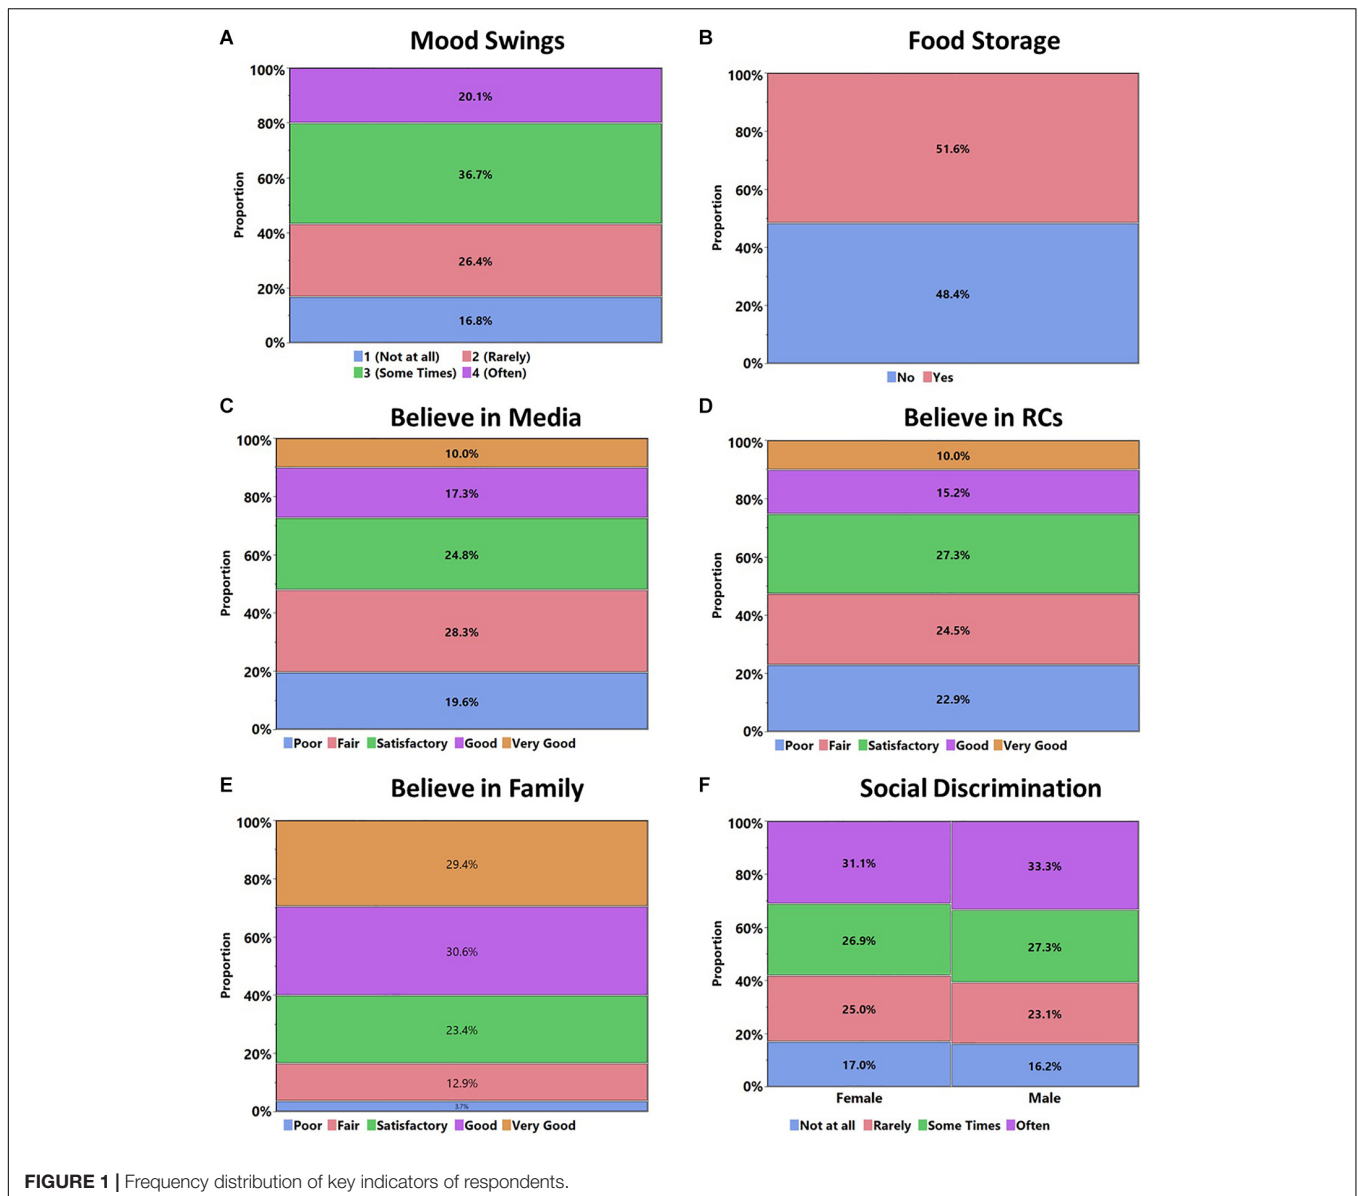 A
Mood Swings
100%
80%
60%
40%
20%
0%
Proportion
20.1%
36.7%
26.4%
16.8%
1 (Not at all) 2 (Rarely)
3 (Some Times) 4 (Often)
B
Food Storage
100%
80%
60%
40%
20%
0%
Proportion
51.6%
48.4%
No Yes
C
Believe in Media
100%
80%
60%
40%
20%
0%
Proportion
10.0%
17.3%
24.8%
28.3%
19.6%
Poor Fair Satisfactory Good Very Good
D
Believe in RCs
100%
80%
60%
40%
20%
0%
Proportion
10.0%
15.2%
27.3%
24.5%
22.9%
Poor Fair Satisfactory Good Very Good
E
Believe in Family
100%
80%
60%
40%
20%
0%
Proportion
29.4%
30.6%
23.4%
12.9%
3.7%
Poor Fair Satisfactory Good Very Good
F
Social Discrimination
100%
80%
60%
40%
20%
0%
Proportion
31.1%
33.3%
26.9%
27.3%
25.0%
23.1%
17.0%
16.2%
Female Male
Not at all Rarely Some Times Often
FIGURE 1 | Frequency distribution of key indicators of respondents.